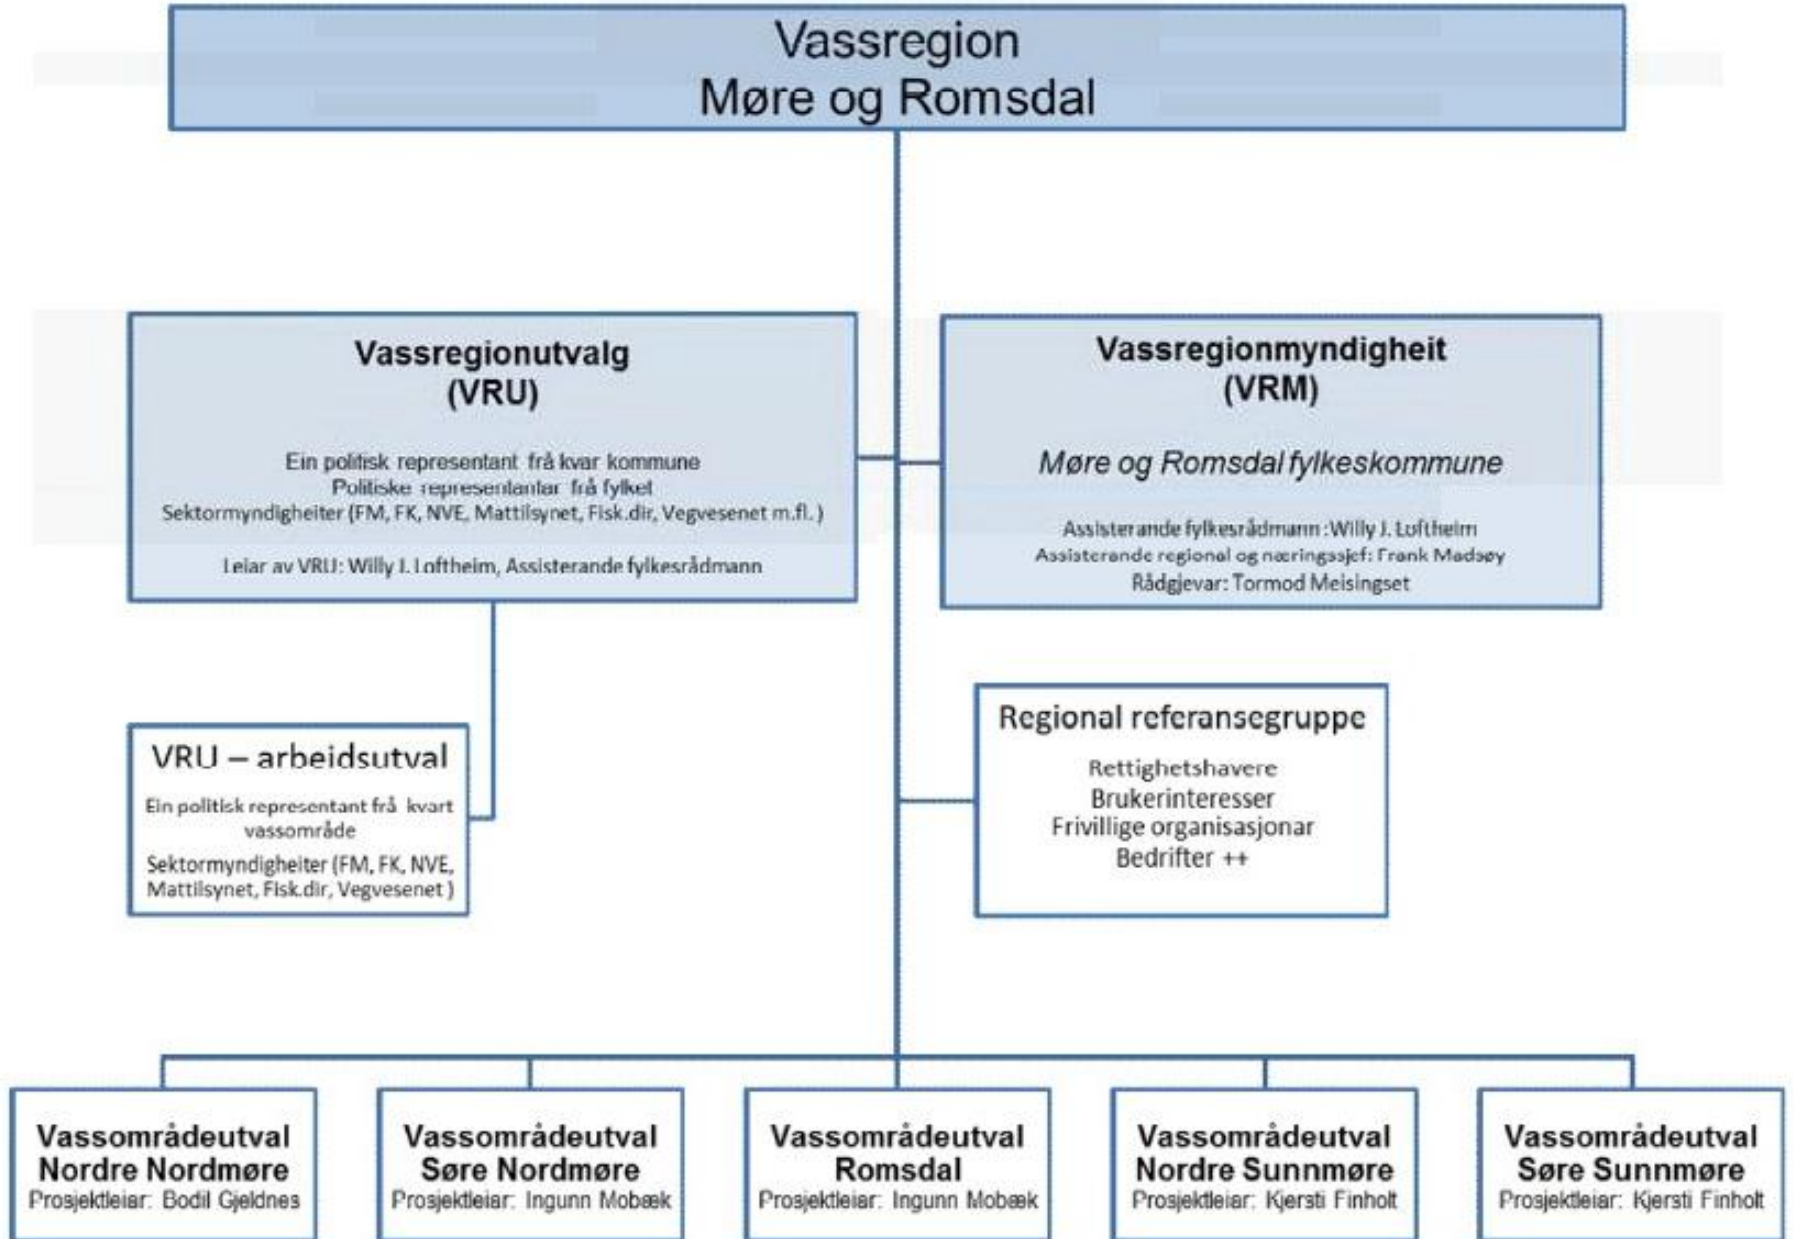 Vassregion
Møre og Romsdal
Vassregionutvalg
(VRU)
Ein politisk representant frå kvar kommune
Politiske representantar frå fylket
Sektormyndigheiter (FM, FK, NVE, Mattilsynet, Fisk.dir, Vegvesenet m.fl. )
Leiar av VRU: Willy J. Loftheim, Assisterande fylkesrådmann
Vassregionmyndigheit
(VRM)
Møre og Romsdal fylkeskommune
Assisterande fylkesrådmann :Willy J. Loftheim
Assisterande regional og næringssjef: Frank Madsøy
Rådgjevar: Tormod Meisingset
VRU – arbeidsutval
Ein politisk representant frå kvart
vassområde
Sektormyndigheiter (FM, FK, NVE,
Mattilsynet, Fisk.dir, Vegvesenet )
Regional referansegruppe
Rettighetshavere
Brukerinteresser
Frivillige organisasjonar
Bedrifter ++
Vassområdeutval
Nordre Nordmøre
Prosjektleiar: Bodil Gjeldnes
Vassområdeutval
Søre Nordmøre
Prosjektleiar: Ingunn Mobæk
Vassområdeutval
Romsdal
Prosjektleiar: Ingunn Mobæk
Vassområdeutval
Nordre Sunnmøre
Prosjektleiar: Kjersti Finholt
Vassområdeutval
Søre Sunnmøre
Prosjektleiar: Kjersti Finholt